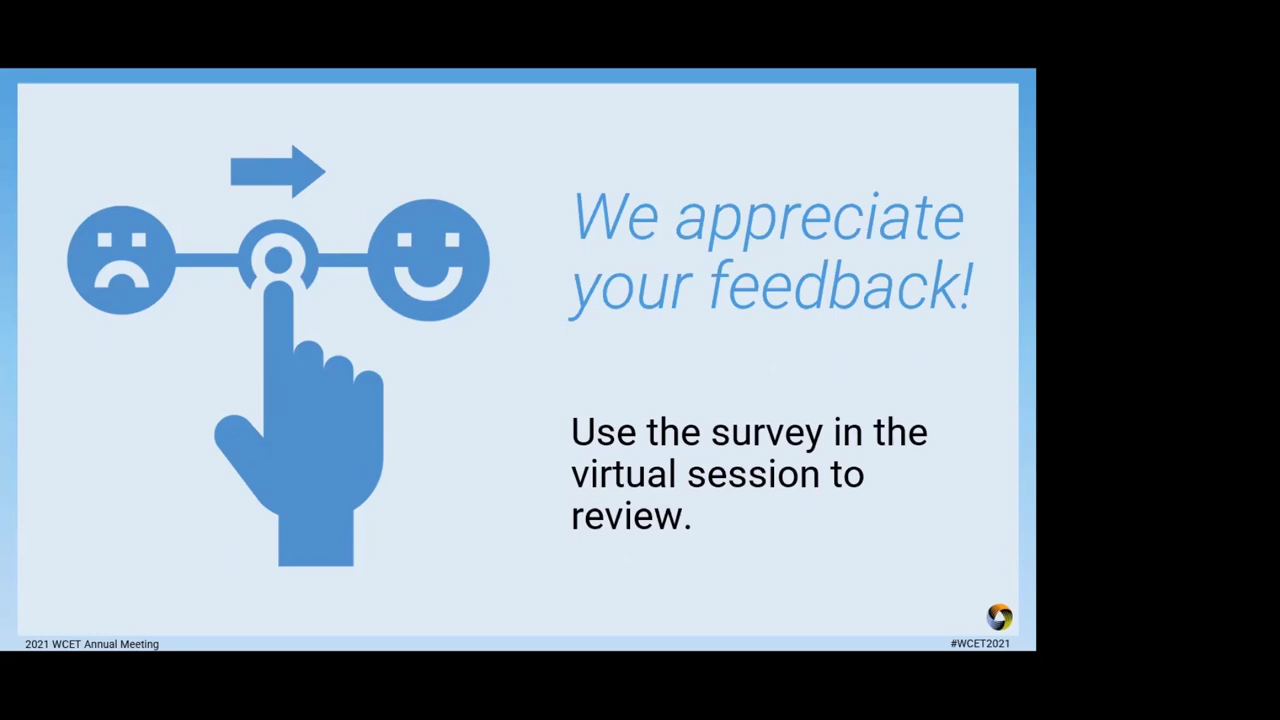 We appreciate
your feedback!
Use the survey in the
virtual session to
review.
2021 WCET Annual Meeting
#WCET2021